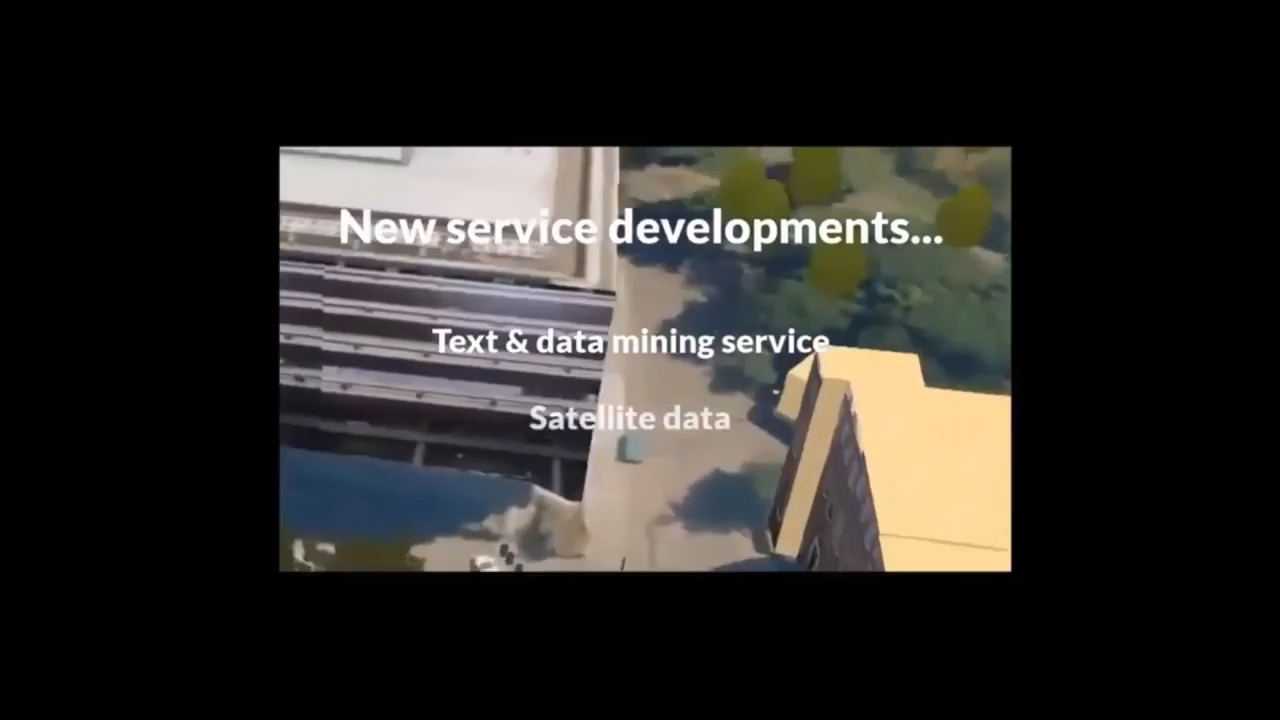 New service developments...
Text & data mining service
Satellite data